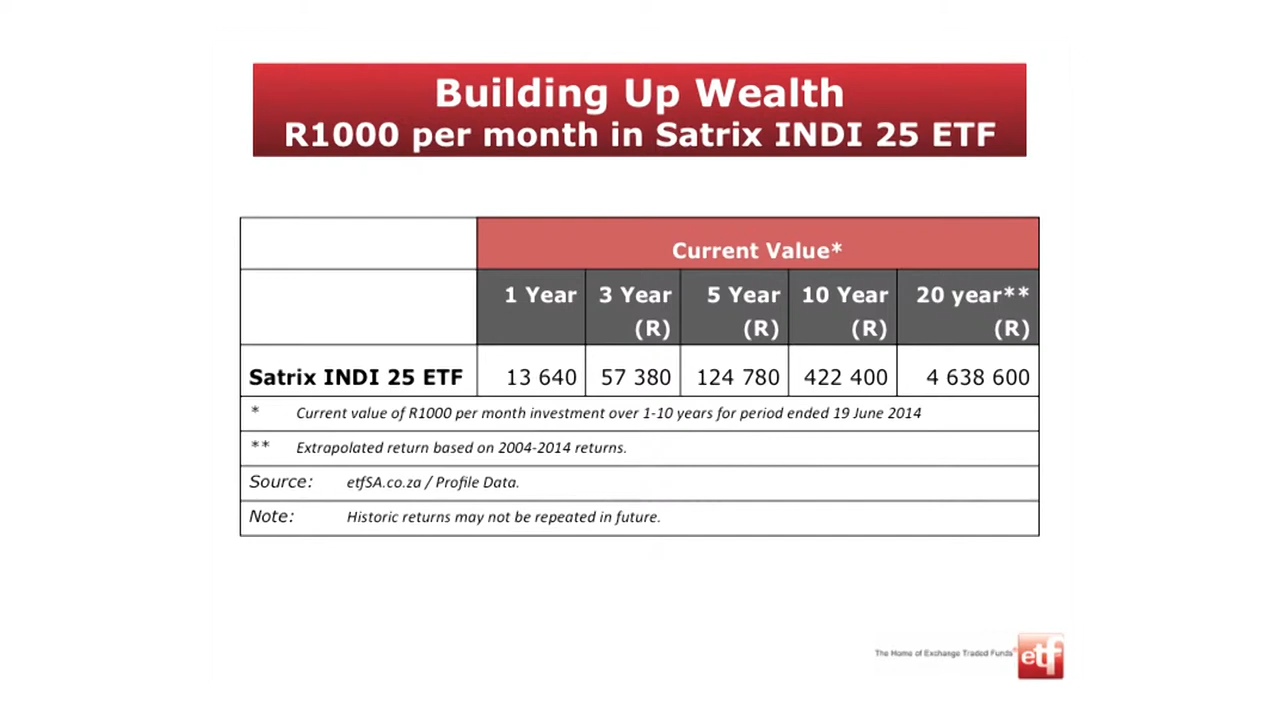 Building Up Wealth
R1000 per month in Satrix INDI 25 ETF
Current Value*
1 Year 3 Year 5 Year 10 Year 20 year**
(R) (R) (R) (R)
Satrix INDI 25 ETF 13 640 57 380 124 780 422 400 4 638 600
* Current value of R1000 per month investment over 1-10 years for period ended 19 June 2014
** Extrapolated return based on 2004-2014 returns.
Source: etfSA.co.za / Profile Data.
Note: Historic returns may not be repeated in future.
The Home of Exchange Traded Funds etf